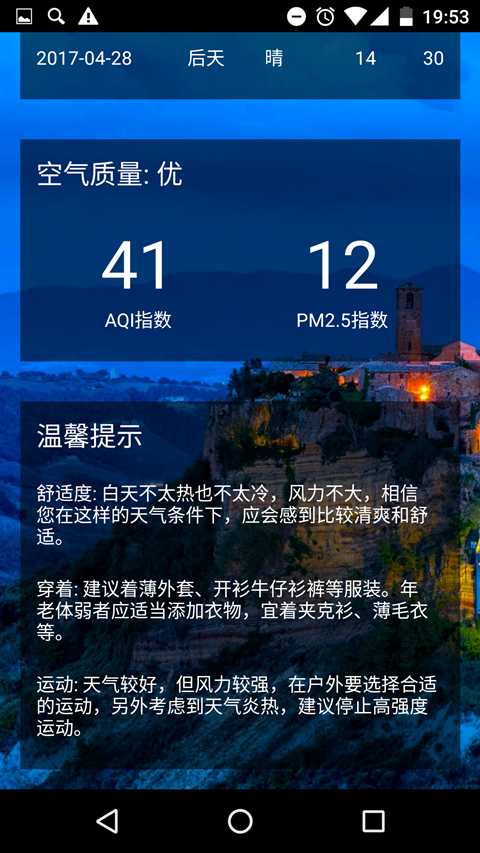 19:53
2017-04-28 后天 晴 14 30
空气质量: 优
41 12
AQI指数 PM2.5指数
温馨提示
舒适度: 白天不太热也不太冷，风力不大，相信
您在这样的天气条件下，应会感到比较清爽和舒
适。
穿着: 建议着薄外套、开衫牛仔衫裤等服装。年
老体弱者应适当添加衣物，宜着夹克衫、薄毛衣
等。
运动: 天气较好，但风力较强，在户外要选择合适
的运动，另外考虑到天气炎热，建议停止高强度
运动。